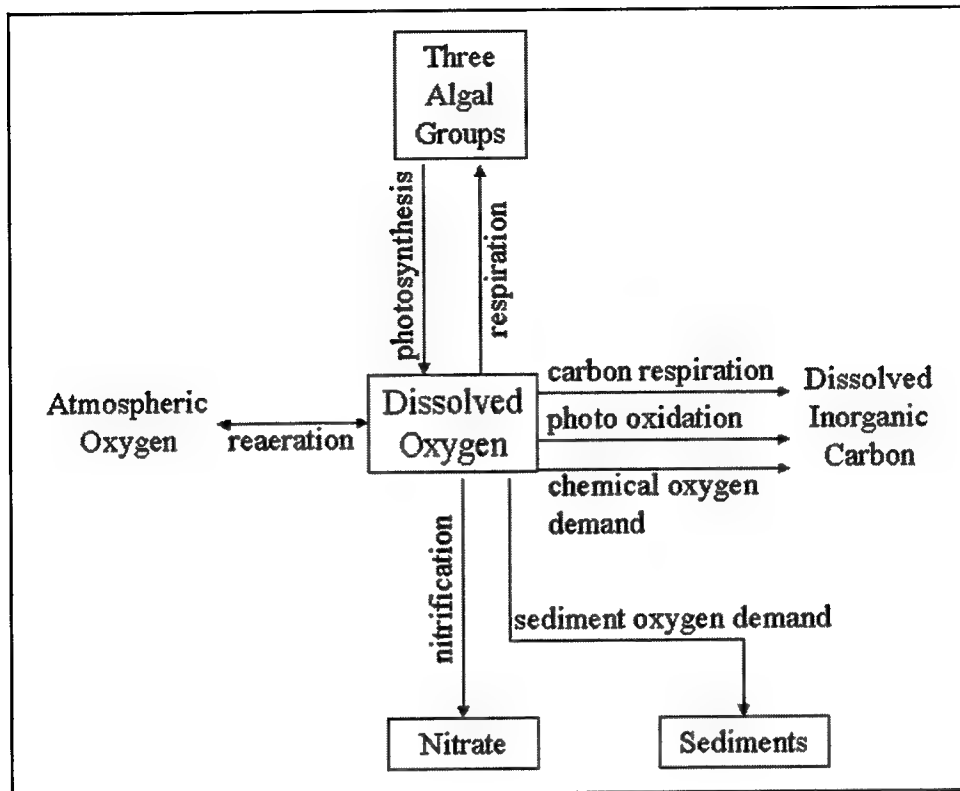 Three
Algal
Groups
photosynthesis
respiration
Atmospheric
Oxygen
reaeration
Dissolved
Oxygen
carbon respiration
photo oxidation
chemical oxygen
demand
Dissolved
Inorganic
Carbon
nitrification
sediment oxygen demand
Nitrate
Sediments